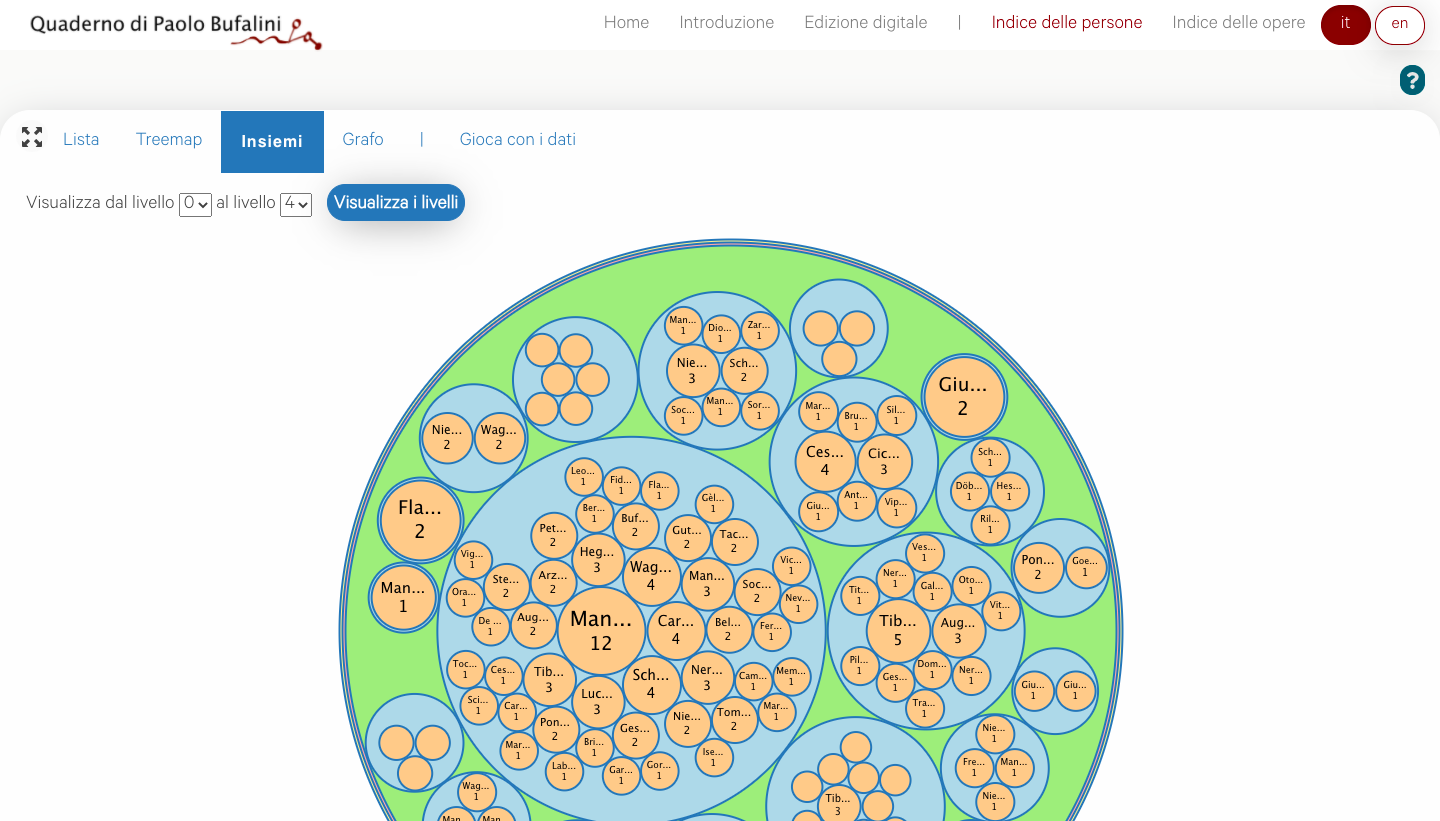 Quaderno di Paolo Bufalini
Home Introduzione Edizione digitale | Indice delle persone Indice delle opere it en
?
Lista Treemap Insiemi Grafo | Gioca con i dati
Visualizza dal livello 0 al livello 4 Visualizza i livelli
Man... 1
Dio... 1
Zar... 1
Nie... 3
Sch... 2
Soc... 1
Man... 1
Sor... 1
Giu... 2
Nie... 2
Wag... 2
Mar... 1
Bru... 1
Sil... 1
Ces... 4
Cic... 3
Giu... 1
Ant... 1
Vip... 1
Sch... 1
Döb... 1
Hes... 1
Ril... 1
Fla... 2
Man... 1
Leo... 1
Fid... 1
Fla... 1
Gèl... 1
Ber... 1
Buf... 2
Pet... 2
Gut... 2
Tac... 2
Vig... 1
Heg... 3
Wag... 4
Man... 3
Vic... 1
Ste... 2
Arz... 2
Soc... 2
Nev... 1
Ora... 1
De ... 1
Aug... 2
Man... 12
Car... 4
Bel... 2
Fer... 1
Toc... 1
Ces... 1
Tib... 3
Sch... 4
Ner... 3
Cam... 1
Mem... 1
Sci... 1
Car... 1
Luc... 3
Nie... 2
Tom... 2
Mar... 1
Pon... 2
Ges... 2
Mar... 1
Bri... 1
Ise... 1
Lab... 1
Gar... 1
Gor... 1
Pon... 2
Goe... 1
Ves... 1
Ner... 1
Gal... 1
Oto... 1
Tit... 1
Vit... 1
Tib... 5
Aug... 3
Pil... 1
Ges... 1
Dom... 1
Ner... 1
Tra... 1
Giu... 1
Giu... 1
Nie... 1
Fre... 1
Man... 1
Nie... 1
Tib... 3
Wag... 1
Man...
Man...